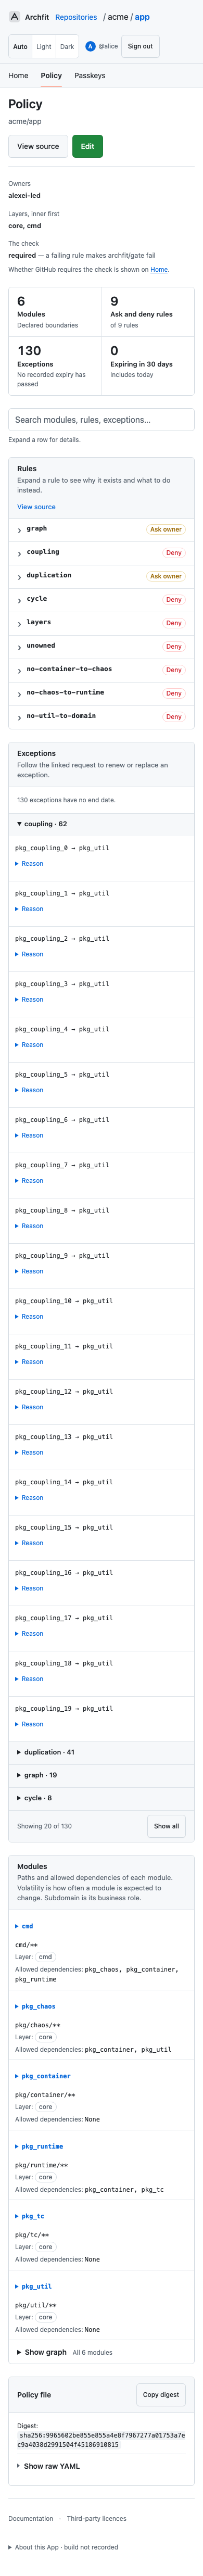 Archfit Repositories / acme / app
Auto Light Dark A @alice Sign out
Home Policy Passkeys
Policy
acme/app
View source Edit
Owners
alexei-led
Layers, inner first
core, cmd
The check
required — a failing rule makes archfit/gate fail
Whether GitHub requires the check is shown on Home.
6
Modules
Declared boundaries
9
Ask and deny rules
of 9 rules
130
Exceptions
No recorded expiry has
passed
0
Expiring in 30 days
Includes today
Search modules, rules, exceptions...
Expand a row for details.
Rules
Expand a rule to see why it exists and what to do
instead.
View source
graph Ask owner
coupling Deny
duplication Ask owner
cycle Deny
layers Deny
unowned Deny
no-container-to-chaos Deny
no-chaos-to-runtime Deny
no-util-to-domain Deny
Exceptions
Follow the linked request to renew or replace an
exception.
130 exceptions have no end date.
▼ coupling · 62
pkg_coupling_0 → pkg_util
▶ Reason
pkg_coupling_1 → pkg_util
▶ Reason
pkg_coupling_2 → pkg_util
▶ Reason
pkg_coupling_3 → pkg_util
▶ Reason
pkg_coupling_4 → pkg_util
▶ Reason
pkg_coupling_5 → pkg_util
▶ Reason
pkg_coupling_6 → pkg_util
▶ Reason
pkg_coupling_7 → pkg_util
▶ Reason
pkg_coupling_8 → pkg_util
▶ Reason
pkg_coupling_9 → pkg_util
▶ Reason
pkg_coupling_10 → pkg_util
▶ Reason
pkg_coupling_11 → pkg_util
▶ Reason
pkg_coupling_12 → pkg_util
▶ Reason
pkg_coupling_13 → pkg_util
▶ Reason
pkg_coupling_14 → pkg_util
▶ Reason
pkg_coupling_15 → pkg_util
▶ Reason
pkg_coupling_16 → pkg_util
▶ Reason
pkg_coupling_17 → pkg_util
▶ Reason
pkg_coupling_18 → pkg_util
▶ Reason
pkg_coupling_19 → pkg_util
▶ Reason
▶ duplication · 41
▶ graph · 19
▶ cycle · 8
Showing 20 of 130 Show all
Modules
Paths and allowed dependencies of each module.
Volatility is how often a module is expected to
change. Subdomain is its business role.
▶ cmd
cmd/**
Layer: cmd
Allowed dependencies: pkg_chaos, pkg_container,
pkg_runtime
▶ pkg_chaos
pkg/chaos/**
Layer: core
Allowed dependencies: pkg_container, pkg_util
▶ pkg_container
pkg/container/**
Layer: core
Allowed dependencies: None
▶ pkg_runtime
pkg/runtime/**
Layer: core
Allowed dependencies: pkg_container, pkg_tc
▶ pkg_tc
pkg/tc/**
Layer: core
Allowed dependencies: None
▶ pkg_util
pkg/util/**
Layer: core
Allowed dependencies: None
▶ Show graph All 6 modules
Policy file Copy digest
Digest:
sha256:9965602be855e855a4e8f7967277a01753a7e
c9a4038d2991504f45186910815
▶ Show raw YAML
Documentation · Third-party licences
▶ About this App · build not recorded